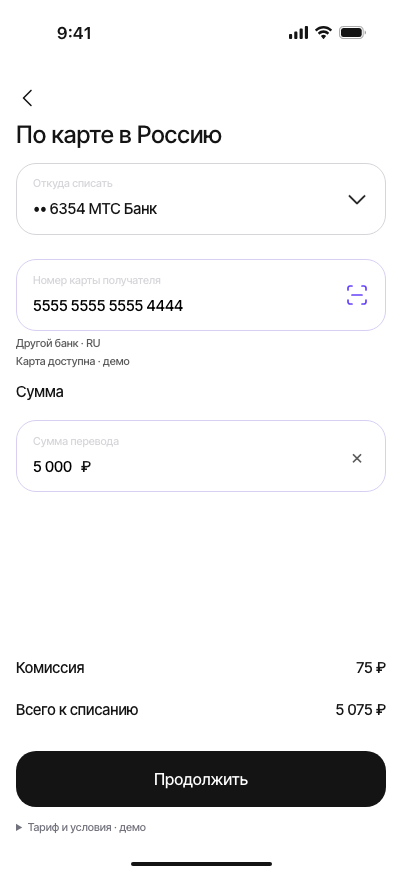 9:41
По карте в Россию
Откуда списать
•• 6354 МТС Банк
Номер карты получателя
5555 5555 5555 4444
Другой банк · RU
Карта доступна · демо
Сумма
Сумма перевода
5 000 ₽
Комиссия 75 ₽
Всего к списанию 5 075 ₽
Продолжить
Тариф и условия · демо